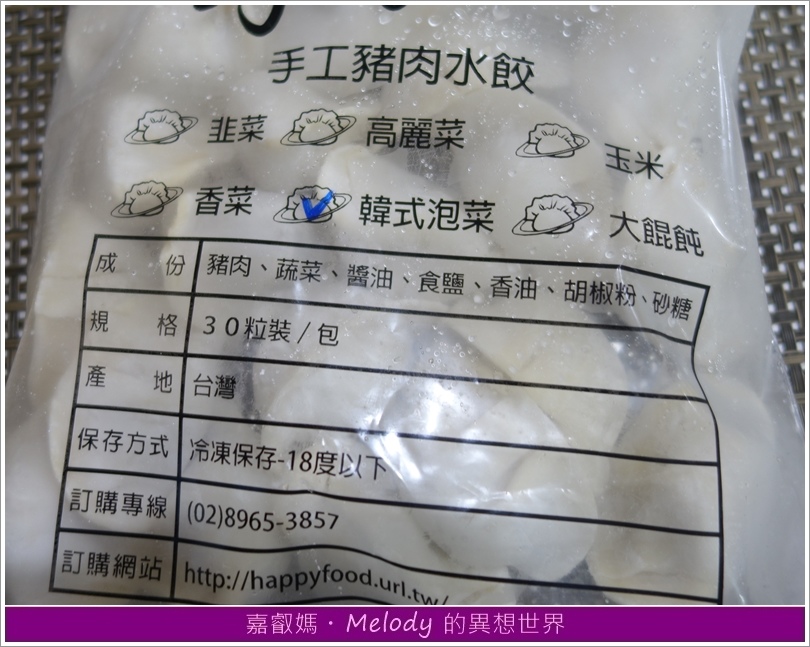 手工豬肉水餃
韭菜 高麗菜 玉米
香菜 韓式泡菜 大餛飩
成份 豬肉、蔬菜、醬油、食鹽、香油、胡椒粉、砂糖
規格 30粒裝/包
產地 台灣
保存方式 冷凍保存-18度以下
訂購專線 (02)8965-3857
訂購網站 http://happyfood.url.tw/
嘉叡媽・Melody 的異想世界